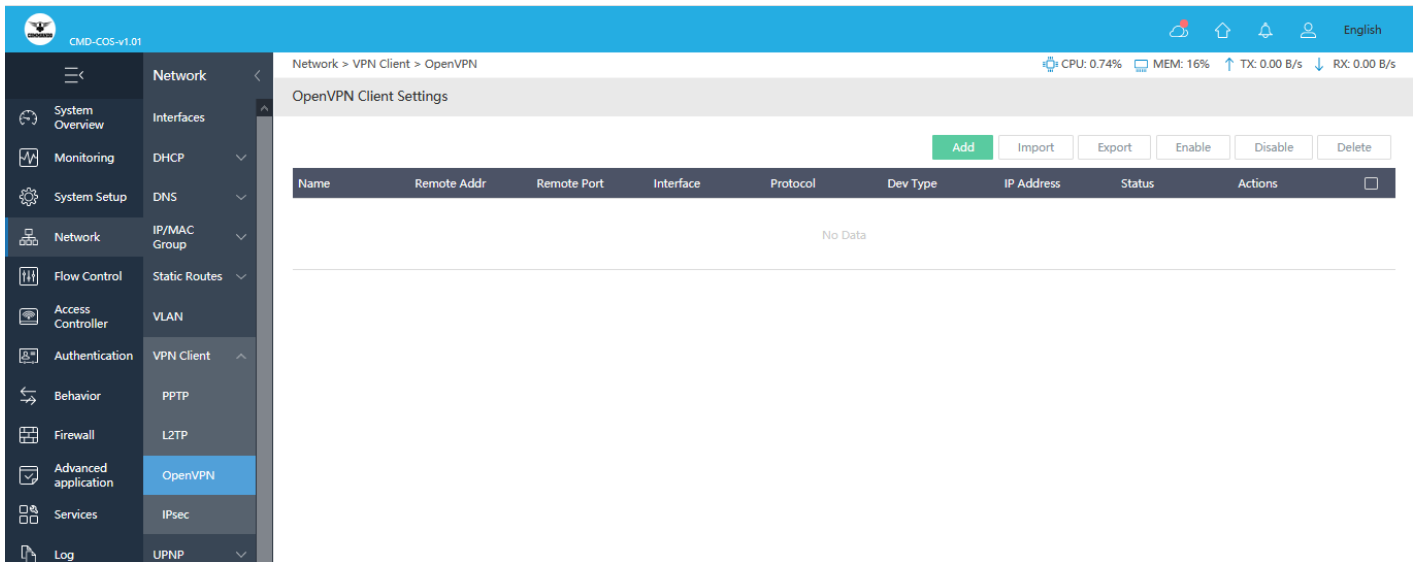 COMMANDO
CMD-COS-v1.01
English
Network
Network > VPN Client > OpenVPN
CPU: 0.74%
MEM: 16%
TX: 0.00 B/s
RX: 0.00 B/s
OpenVPN Client Settings
System
Overview
Monitoring
System Setup
Network
Flow Control
Access
Controller
Authentication
Behavior
Firewall
Advanced
application
Services
Log
Interfaces
DHCP
DNS
IP/MAC
Group
Static Routes
VLAN
VPN Client
PPTP
L2TP
OpenVPN
IPsec
UPNP
Add
Import
Export
Enable
Disable
Delete
Name
Remote Addr
Remote Port
Interface
Protocol
Dev Type
IP Address
Status
Actions
No Data